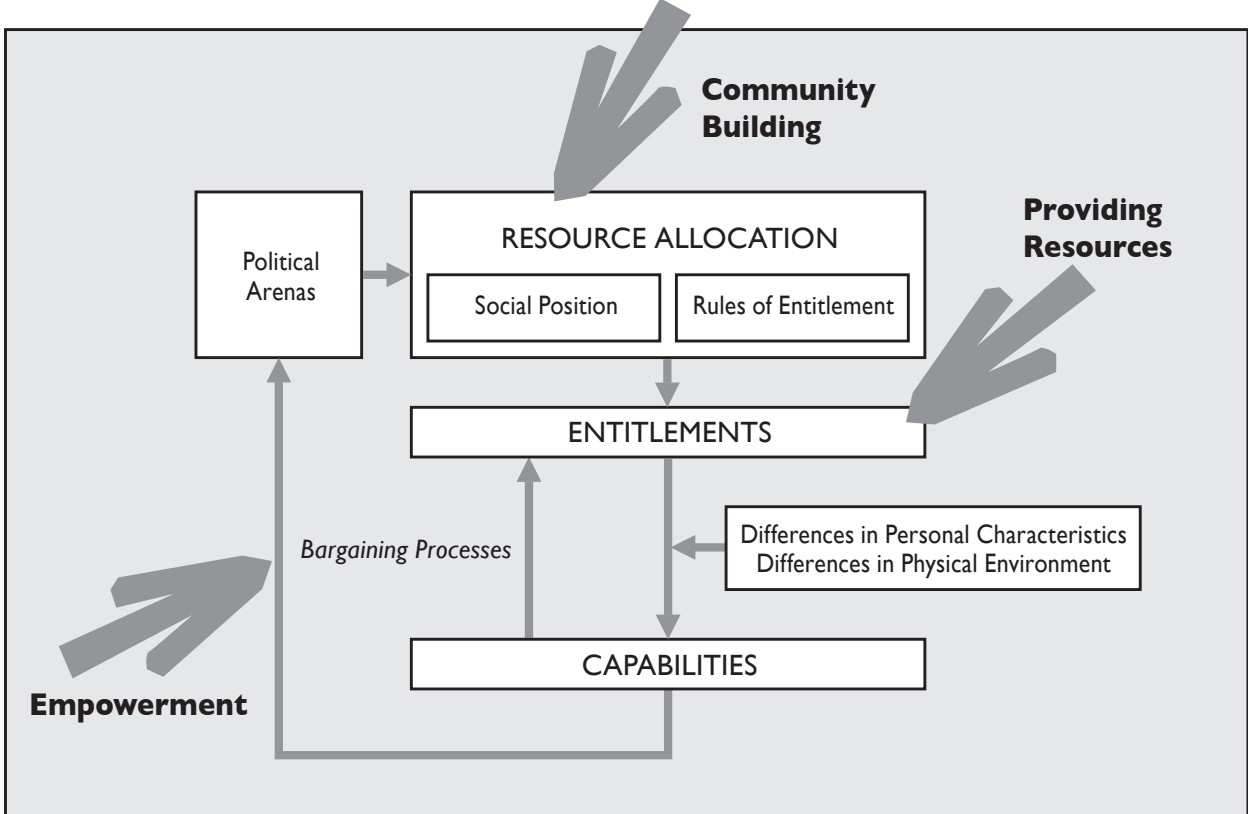 Community
Building
Providing
Resources
Political
Arenas
RESOURCE ALLOCATION
Social Position
Rules of Entitlement
ENTITLEMENTS
Bargaining Processes
Differences in Personal Characteristics
Differences in Physical Environment
CAPABILITIES
Empowerment